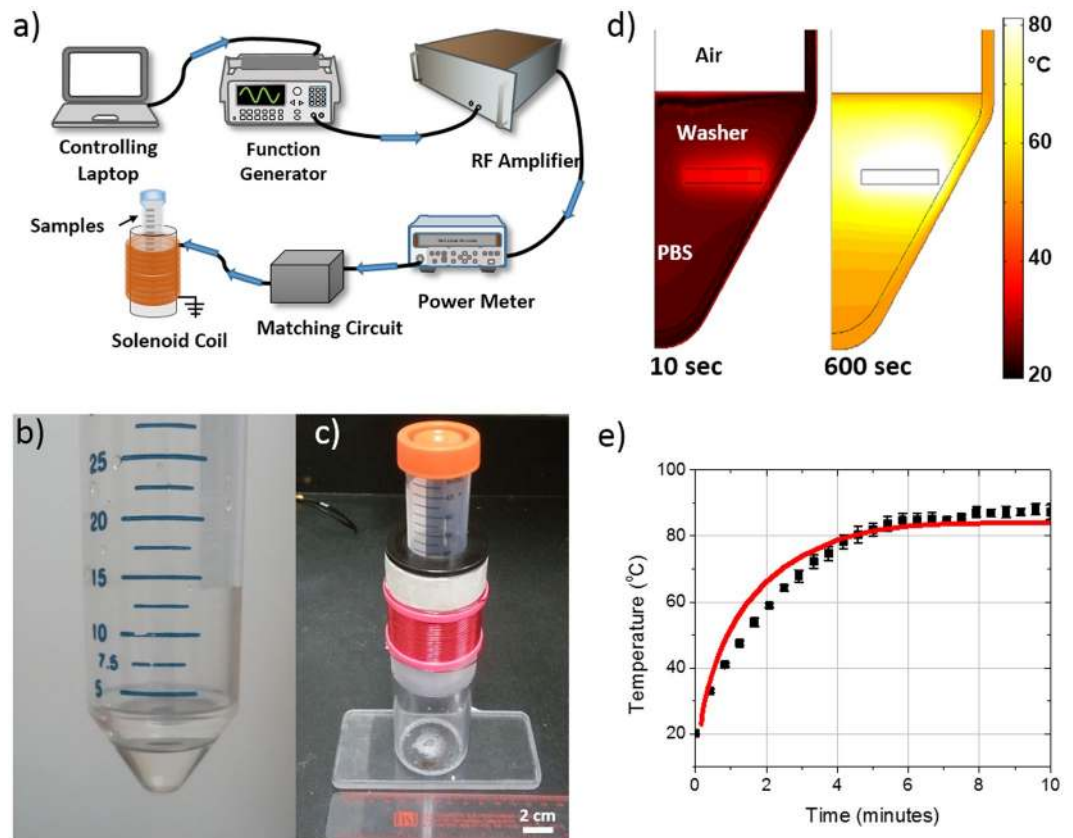 a)
Controlling
Laptop
Function
Generator
RF Amplifier
Samples
Solenoid Coil
Matching Circuit
Power Meter
d)
Air
Washer
PBS
10 sec
600 sec
80
°C
60
40
20
b)
25
20
15
10
7.5
5
c)
2 cm
e)
Temperature (°C)
100
80
60
40
20
0
2
4
6
8
10
Time (minutes)